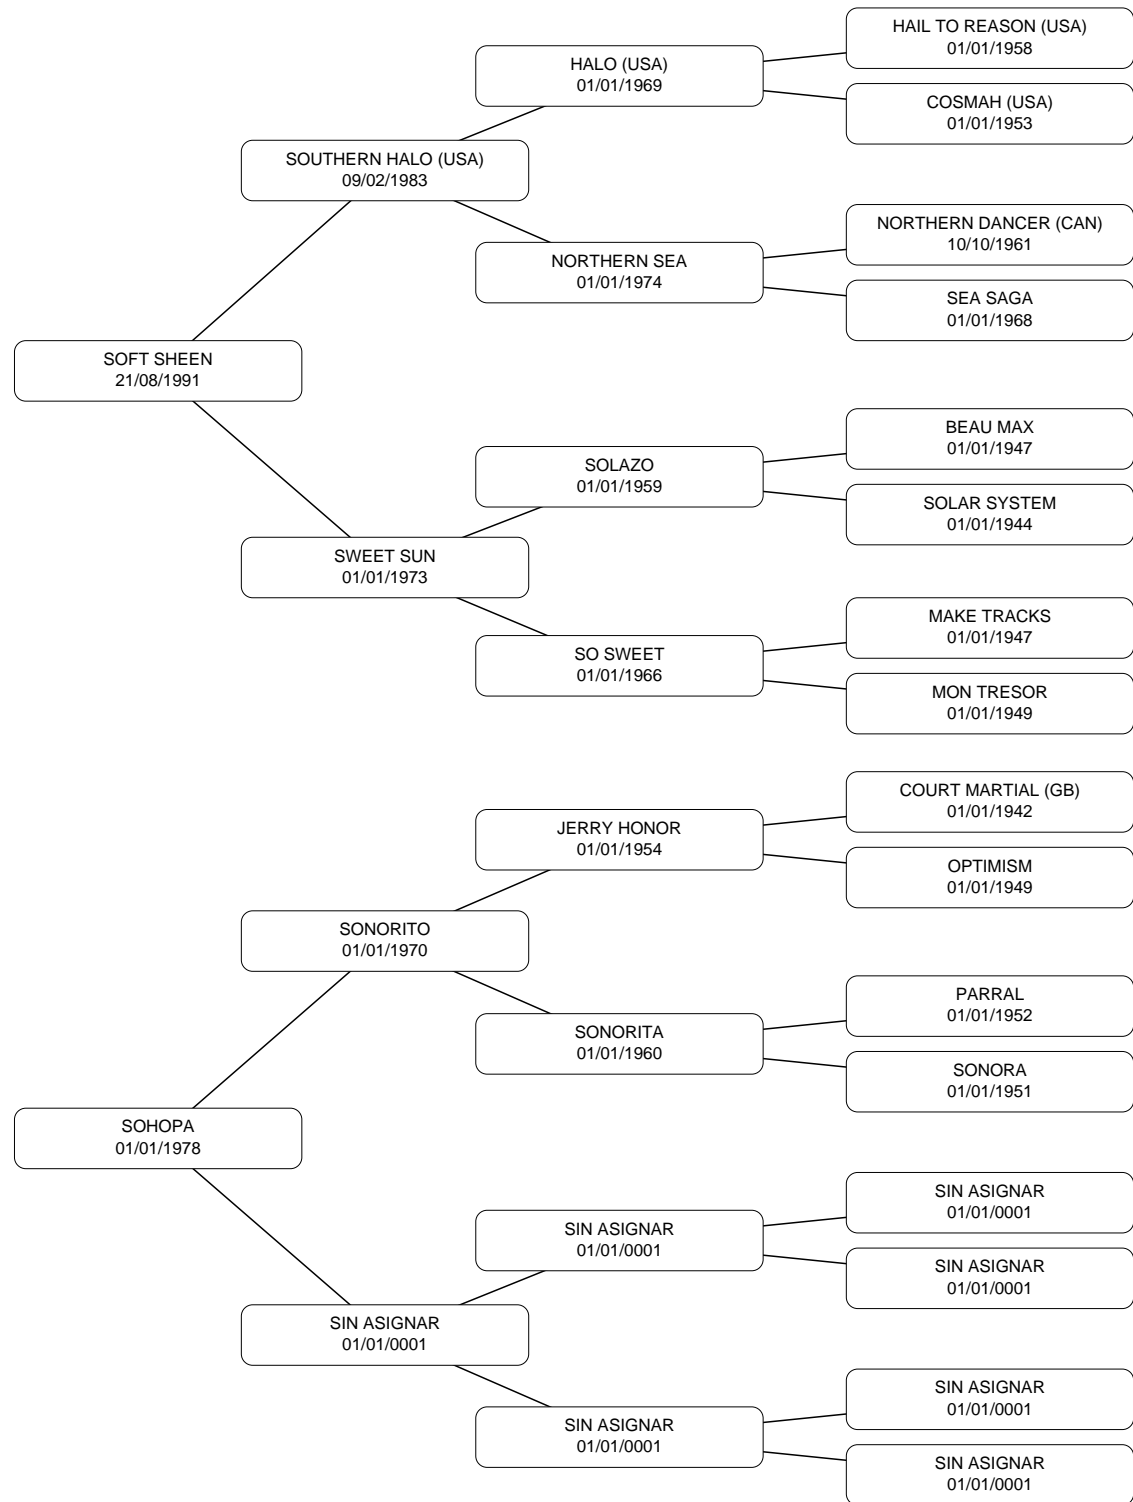 HAIL TO REASON (USA)
01/01/1958
HALO (USA)
01/01/1969
COSMAH (USA)
01/01/1953
SOUTHERN HALO (USA)
09/02/1983
NORTHERN DANCER (CAN)
10/10/1961
NORTHERN SEA
01/01/1974
SEA SAGA
01/01/1968
SOFT SHEEN
21/08/1991
BEAU MAX
01/01/1947
SOLAZO
01/01/1959
SOLAR SYSTEM
01/01/1944
SWEET SUN
01/01/1973
MAKE TRACKS
01/01/1947
SO SWEET
01/01/1966
MON TRESOR
01/01/1949
COURT MARTIAL (GB)
01/01/1942
JERRY HONOR
01/01/1954
OPTIMISM
01/01/1949
SONORITO
01/01/1970
PARRAL
01/01/1952
SONORITA
01/01/1960
SONORA
01/01/1951
SOHOPA
01/01/1978
SIN ASIGNAR
01/01/0001
SIN ASIGNAR
01/01/0001
SIN ASIGNAR
01/01/0001
SIN ASIGNAR
01/01/0001
SIN ASIGNAR
01/01/0001
SIN ASIGNAR
01/01/0001
SIN ASIGNAR
01/01/0001